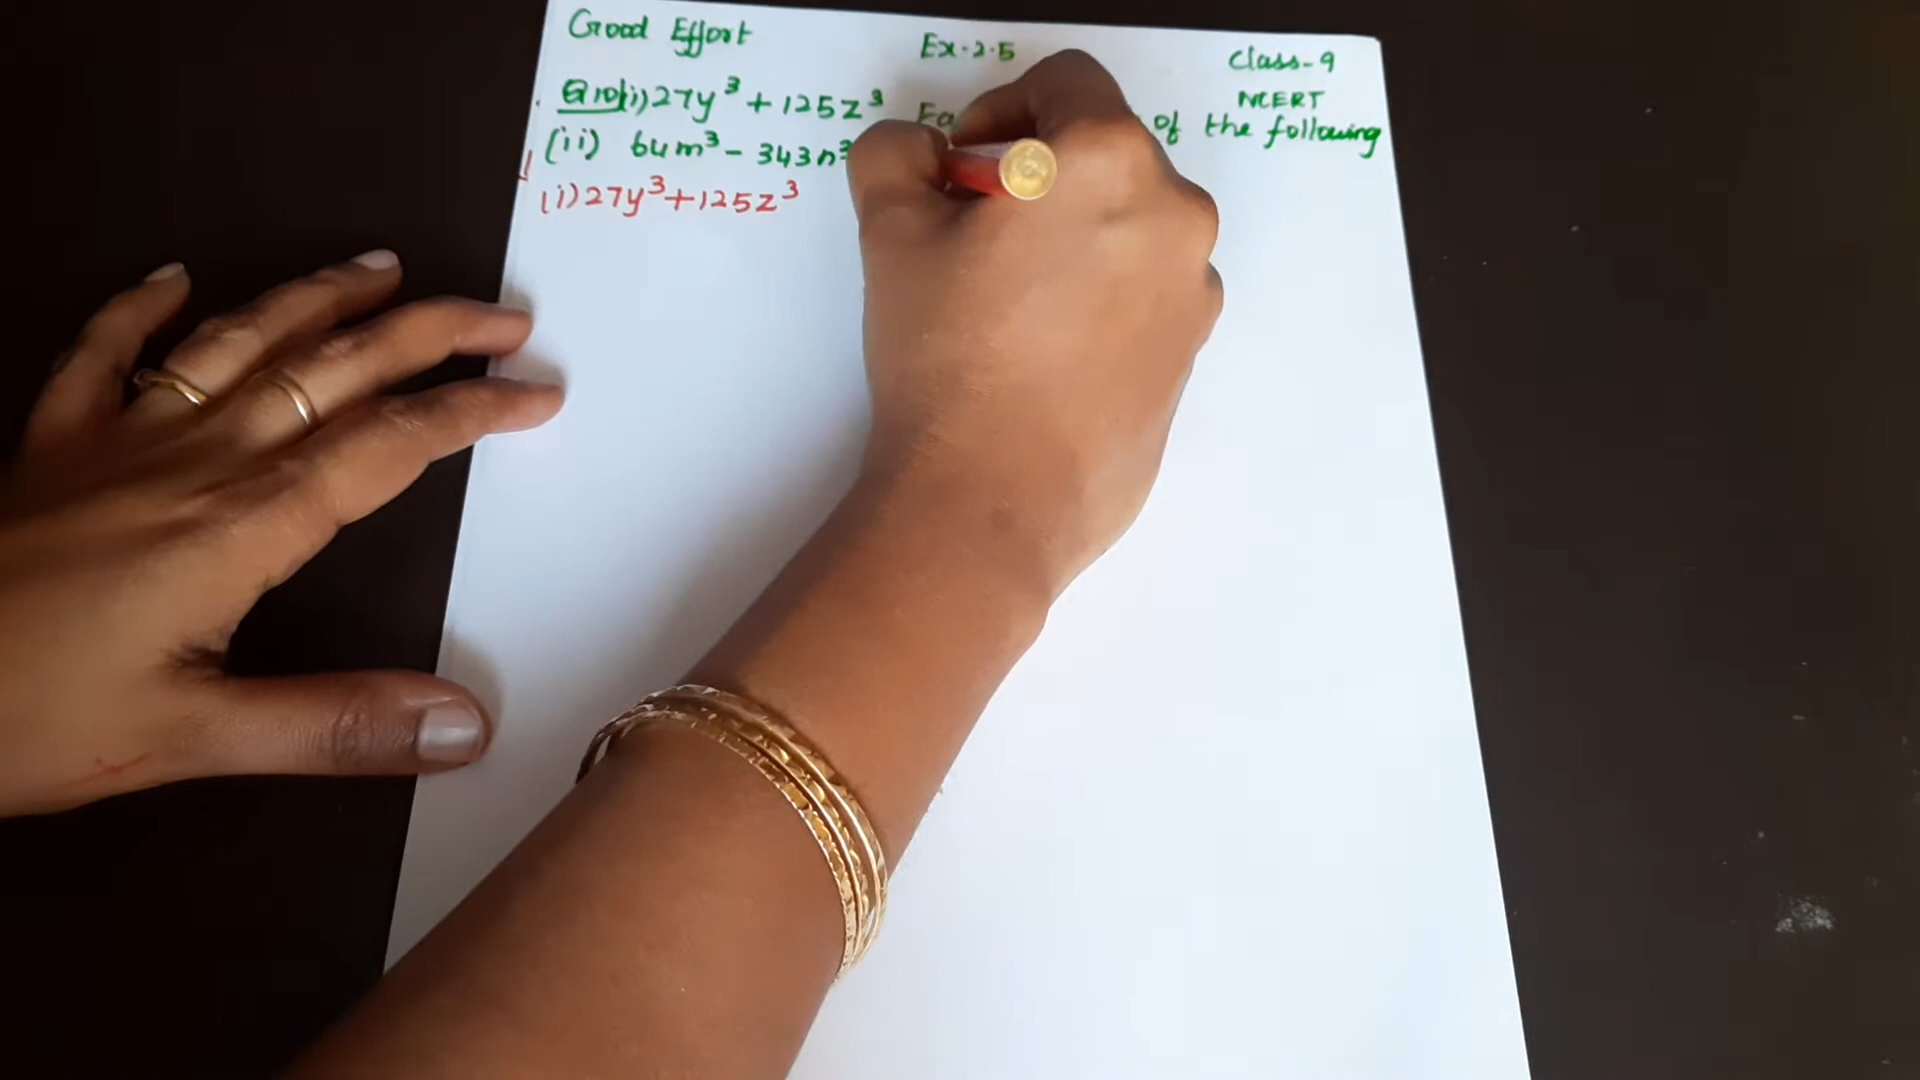 Good Effort Ex-2.5 Class-9
NCERT
Q10(i) 27y³ + 125z³ of the following
(ii) 64m³ - 343n³
(i) 27y³+125z³